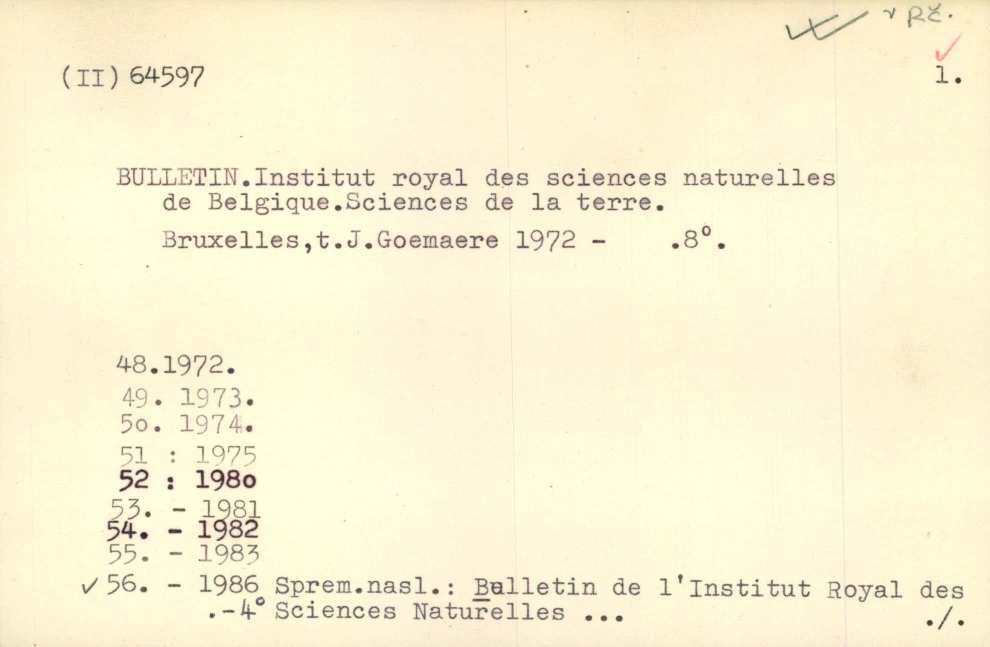 v RČ.
(II) 64597
1.
BULLETIN.Institut royal des sciences naturelles
de Belgique.Sciences de la terre.
Bruxelles,t.J.Goemaere 1972 - .8°.
48.1972.
49. 1973.
5o. 1974.
51 : 1975
52 : 198o
53. - 1981
54. - 1982
55. - 1983
✓ 56. - 1986 Sprem.nasl.: Bulletin de l'Institut Royal des
.-4° Sciences Naturelles ...
./.